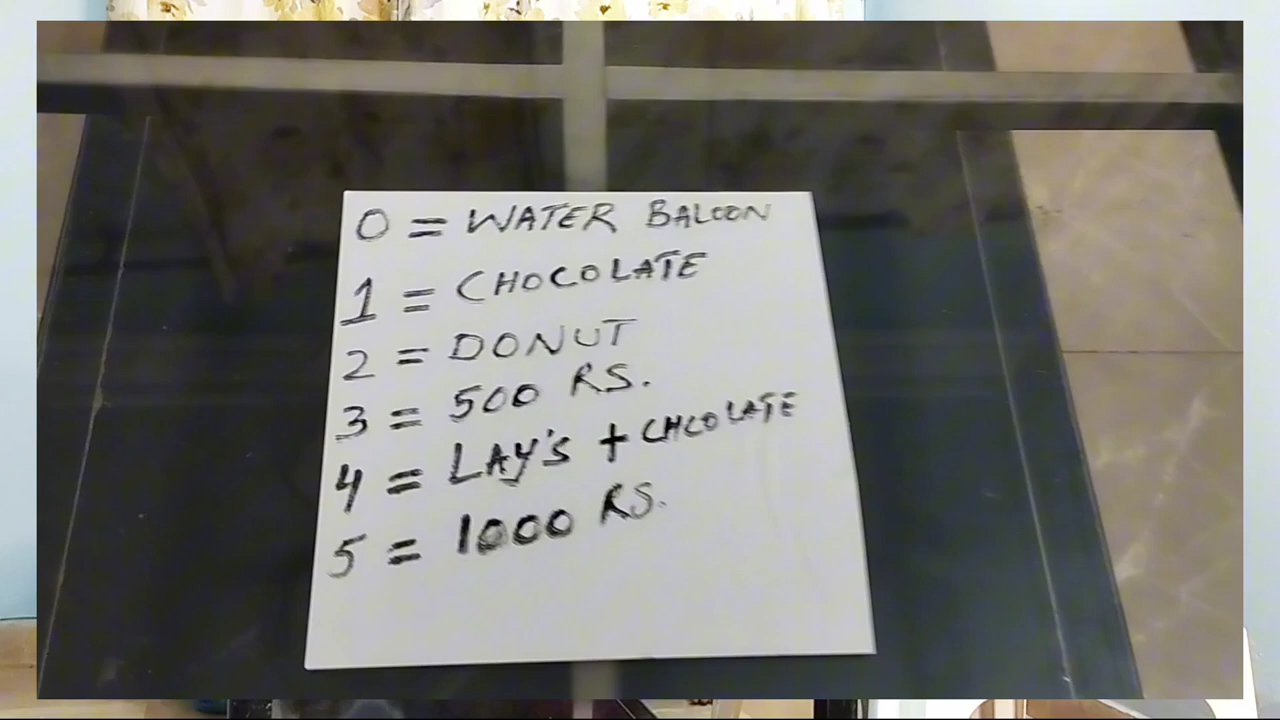 0 = WATER BALOON
1 = CHOCOLATE
2 = DONUT
3 = 500 RS.
4 = LAY'S + CHCOLATE
5 = 1000 RS.